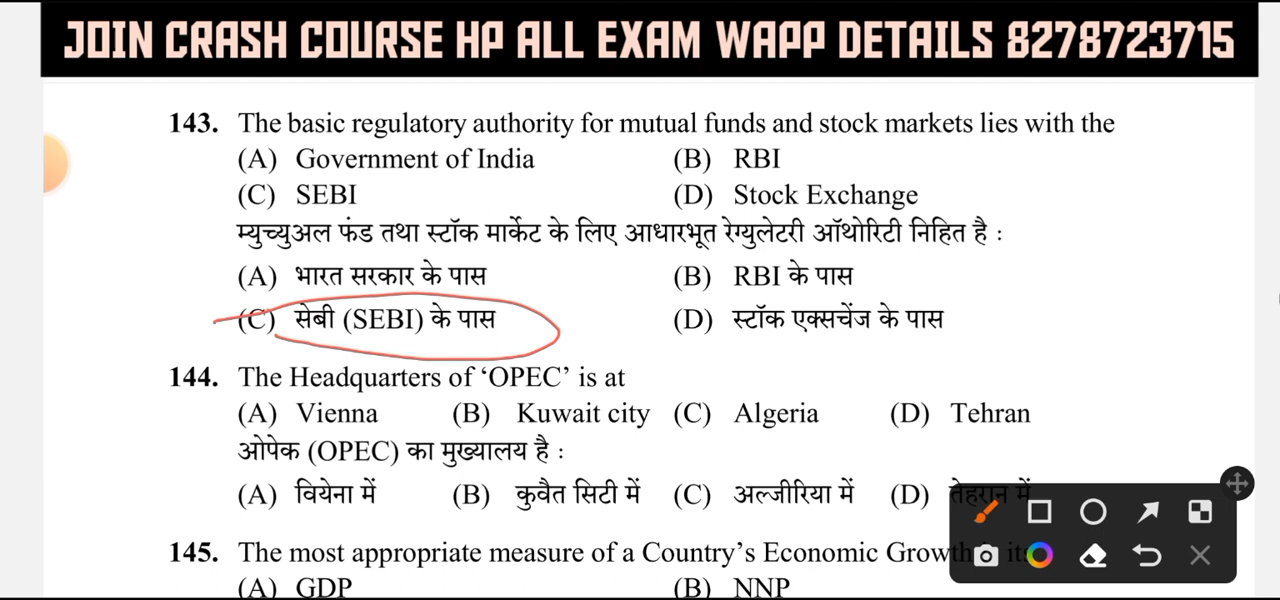 JOIN CRASH COURSE HP ALL EXAM WAPP DETAILS 8278723715
143. The basic regulatory authority for mutual funds and stock markets lies with the
(A) Government of India (B) RBI
(C) SEBI (D) Stock Exchange
म्युच्युअल फंड तथा स्टॉक मार्केट के लिए आधारभूत रेग्युलेटरी ऑथोरिटी निहित है :
(A) भारत सरकार के पास (B) RBI के पास
(C) सेबी (SEBI) के पास (D) स्टॉक एक्सचेंज के पास
144. The Headquarters of ‘OPEC’ is at
(A) Vienna (B) Kuwait city (C) Algeria (D) Tehran
ओपेक (OPEC) का मुख्यालय है :
(A) वियेना में (B) कुवैत सिटी में (C) अल्जीरिया में (D) तेहरान में
145. The most appropriate measure of a Country’s Economic Growth is its
(A) GDP (B) NNP